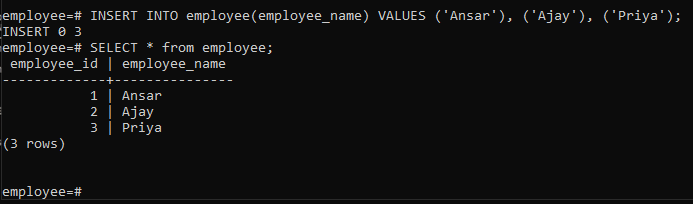 employee=# INSERT INTO employee(employee_name) VALUES ('Ansar'), ('Ajay'), ('Priya');
INSERT 0 3
employee=# SELECT * from employee;
 employee_id | employee_name
-------------+---------------
           1 | Ansar
           2 | Ajay
           3 | Priya
(3 rows)
employee=#